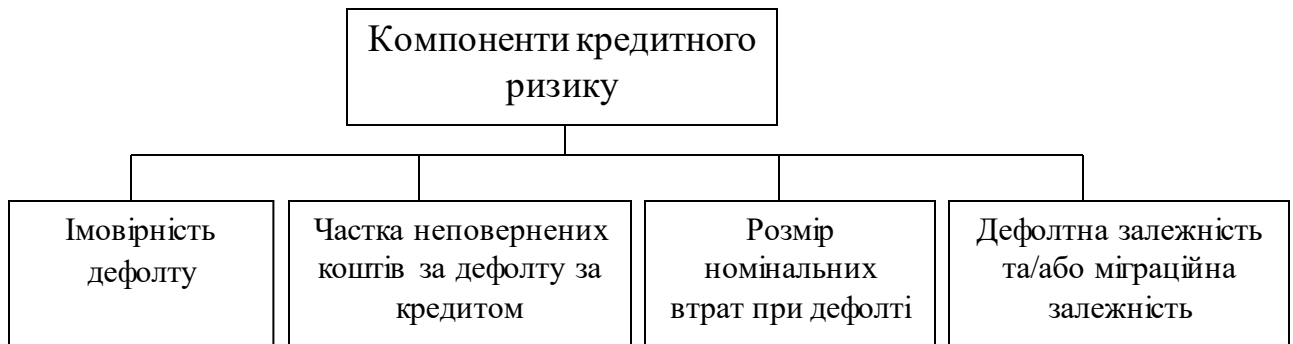 Компоненти кредитного
ризику
Імовірність
дефолту
Частка неповернених
коштів за дефолту за
кредитом
Розмір
номінальних
втрат при дефолті
Дефолтна залежність
та/або міграційна
залежність